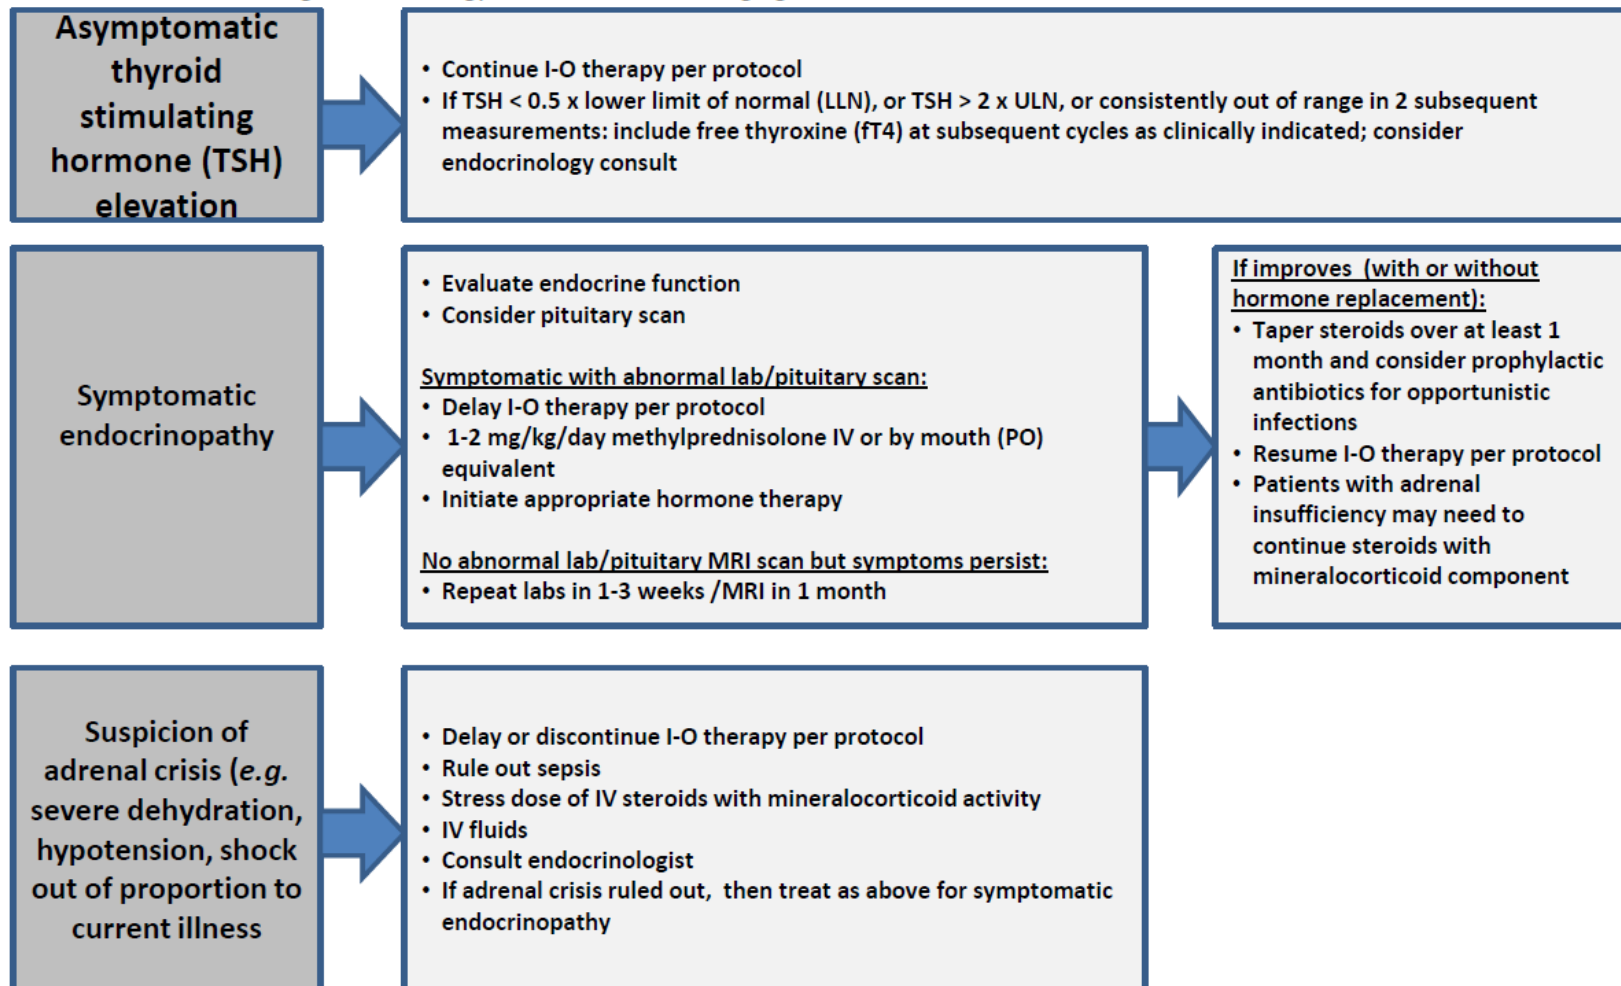 Asymptomatic
thyroid
stimulating
hormone (TSH)
elevation
• Continue I-O therapy per protocol
• If TSH < 0.5 x lower limit of normal (LLN), or TSH > 2 x ULN, or consistently out of range in 2 subsequent
measurements: include free thyroxine (fT4) at subsequent cycles as clinically indicated; consider
endocrinology consult
Symptomatic
endocrinopathy
• Evaluate endocrine function
• Consider pituitary scan
Symptomatic with abnormal lab/pituitary scan:
• Delay I-O therapy per protocol
• 1-2 mg/kg/day methylprednisolone IV or by mouth (PO)
equivalent
• Initiate appropriate hormone therapy
No abnormal lab/pituitary MRI scan but symptoms persist:
• Repeat labs in 1-3 weeks /MRI in 1 month
If improves (with or without
hormone replacement):
• Taper steroids over at least 1
month and consider prophylactic
antibiotics for opportunistic
infections
• Resume I-O therapy per protocol
• Patients with adrenal
insufficiency may need to
continue steroids with
mineralocorticoid component
Suspicion of
adrenal crisis (e.g.
severe dehydration,
hypotension, shock
out of proportion to
current illness
• Delay or discontinue I-O therapy per protocol
• Rule out sepsis
• Stress dose of IV steroids with mineralocorticoid activity
• IV fluids
• Consult endocrinologist
• If adrenal crisis ruled out, then treat as above for symptomatic
endocrinopathy